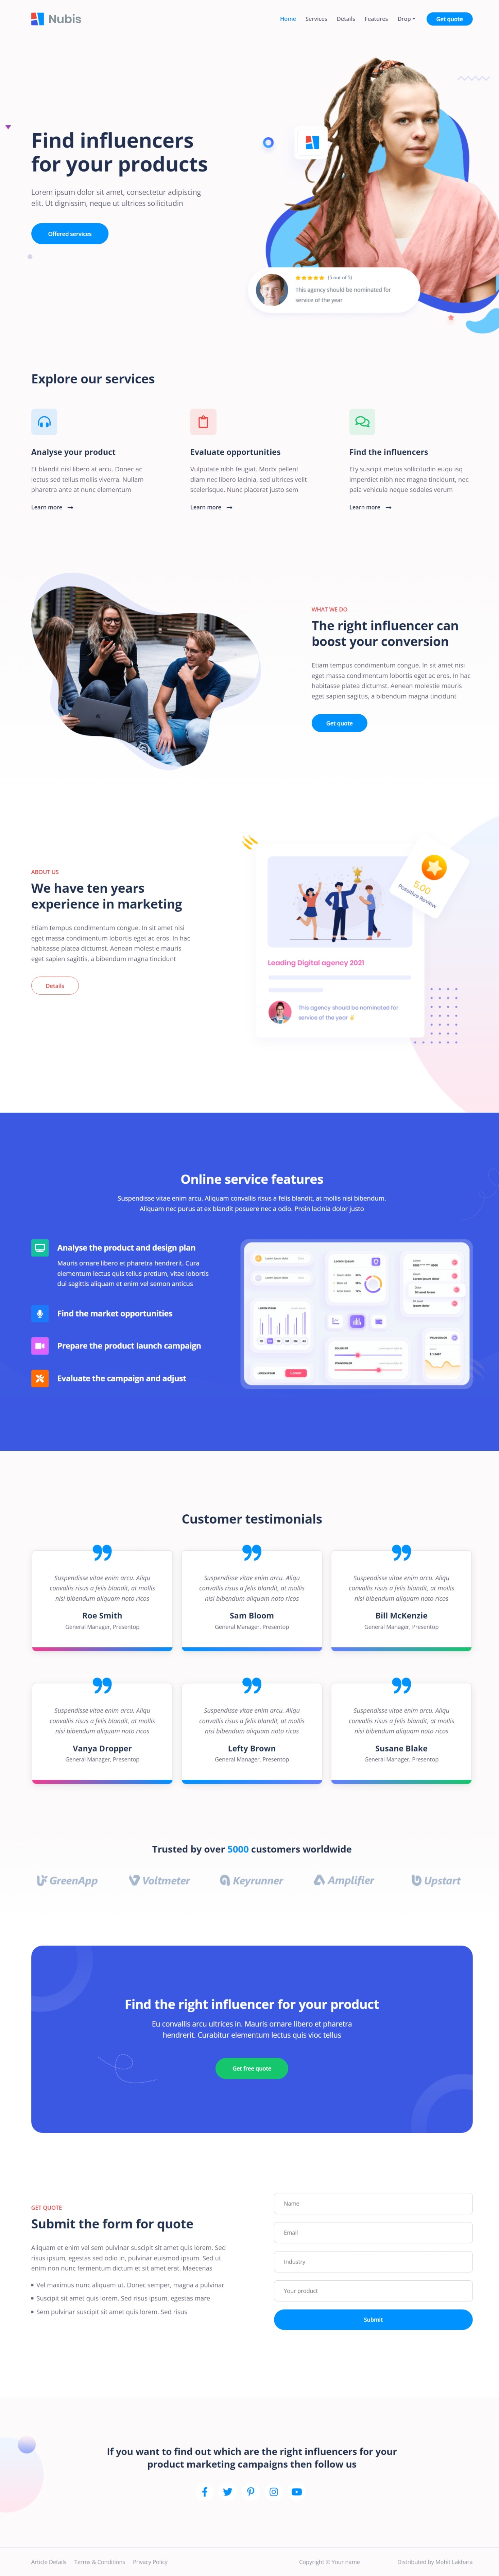 Nubis
Home Services Details Features Drop Get quote
Find influencers
for your products
Lorem ipsum dolor sit amet, consectetur adipiscing
elit. Ut dignissim, neque ut ultrices sollicitudin
Offered services
(5 out of 5)
This agency should be nominated for
service of the year
Explore our services
Analyse your product
Et blandit nisl libero at arcu. Donec ac
lectus sed tellus mollis viverra. Nullam
pharetra ante at nunc elementum
Learn more
Evaluate opportunities
Vulputate nibh feugiat. Morbi pellent
diam nec libero lacinia, sed ultrices velit
scelerisque. Nunc placerat justo sem
Learn more
Find the influencers
Ety suscipit metus sollicitudin euqu isq
imperdiet nibh nec magna tincidunt, nec
pala vehicula neque sodales verum
Learn more
WHAT WE DO
The right influencer can
boost your conversion
Etiam tempus condimentum congue. In sit amet nisi
eget massa condimentum lobortis eget ac eros. In hac
habitasse platea dictumst. Aenean molestie mauris
eget sapien sagittis, a bibendum magna tincidunt
Get quote
ABOUT US
We have ten years
experience in marketing
Etiam tempus condimentum congue. In sit amet nisi
eget massa condimentum lobortis eget ac eros. In hac
habitasse platea dictumst. Aenean molestie mauris
eget sapien sagittis, a bibendum magna tincidunt
Details
5.00
Possitive Review
Leading Digital agency 2021
This agency should be nominated for
service of the year
Online service features
Suspendisse vitae enim arcu. Aliquam convallis risus a felis blandit, at mollis nisi bibendum.
Aliquam nec purus at ex blandit posuere nec a odio. Proin lacinia dolor justo
Analyse the product and design plan
Mauris ornare libero et pharetra hendrerit. Cura
elementum lectus quis tellus pretium, vitae lobortis
dui sagittis aliquam et enim vel semon anticus
Find the market opportunities
Prepare the product launch campaign
Evaluate the campaign and adjust
Customer testimonials
Suspendisse vitae enim arcu. Aliqu
convallis risus a felis blandit, at mollis
nisi bibendum aliquam noto ricos
Roe Smith
General Manager, Presentop
Suspendisse vitae enim arcu. Aliqu
convallis risus a felis blandit, at mollis
nisi bibendum aliquam noto ricos
Sam Bloom
General Manager, Presentop
Suspendisse vitae enim arcu. Aliqu
convallis risus a felis blandit, at mollis
nisi bibendum aliquam noto ricos
Bill McKenzie
General Manager, Presentop
Suspendisse vitae enim arcu. Aliqu
convallis risus a felis blandit, at mollis
nisi bibendum aliquam noto ricos
Vanya Dropper
General Manager, Presentop
Suspendisse vitae enim arcu. Aliqu
convallis risus a felis blandit, at mollis
nisi bibendum aliquam noto ricos
Lefty Brown
General Manager, Presentop
Suspendisse vitae enim arcu. Aliqu
convallis risus a felis blandit, at mollis
nisi bibendum aliquam noto ricos
Susane Blake
General Manager, Presentop
Trusted by over 5000 customers worldwide
GreenApp Voltmeter Keyrunner Amplifier Upstart
Find the right influencer for your product
Eu convallis arcu ultrices in. Mauris ornare libero et pharetra
hendrerit. Curabitur elementum lectus quis vioc tellus
Get free quote
GET QUOTE
Submit the form for quote
Aliquam et enim vel sem pulvinar suscipit sit amet quis lorem. Sed
risus ipsum, egestas sed odio in, pulvinar euismod ipsum. Sed ut
enim non nunc fermentum dictum et sit amet erat. Maecenas
Vel maximus nunc aliquam ut. Donec semper, magna a pulvinar
Suscipit sit amet quis lorem. Sed risus ipsum, egestas mare
Sem pulvinar suscipit sit amet quis lorem. Sed risus
Name
Email
Industry
Your product
Submit
If you want to find out which are the right influencers for your
product marketing campaigns then follow us
Article Details Terms & Conditions Privacy Policy Copyright © Your name Distributed by Mohit Lakhara